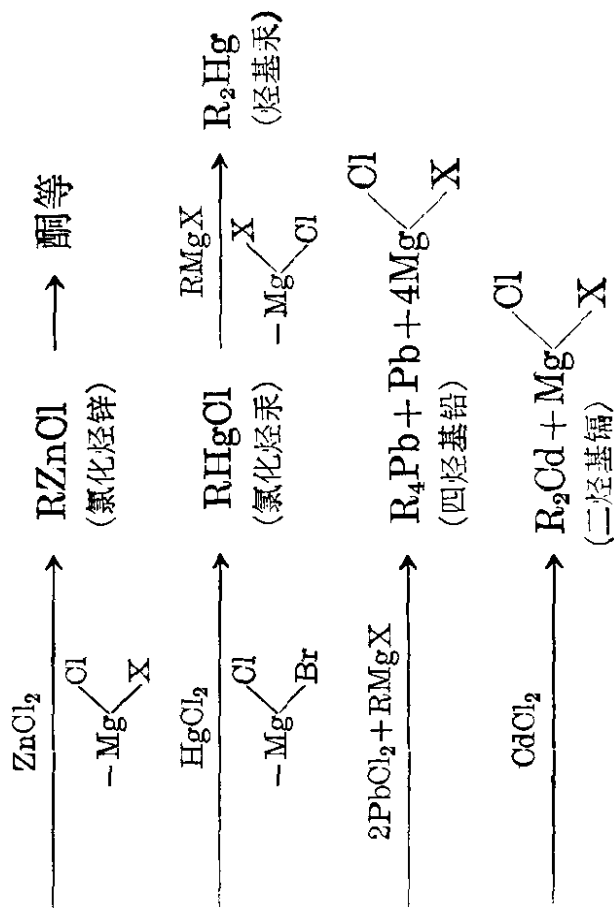 ZnCl₂
−Mg Cl X
RZnCl → 酮等
(氯化烃锌)
HgCl₂
−Mg Cl Br
RHgCl
(氯化烃汞)
RMgX
−Mg X Cl
R₂Hg
(烃基汞)
2PbCl₂+RMgX
R₄Pb+Pb+4Mg Cl X
(四烃基铅)
CdCl₂
R₂Cd+Mg Cl X
(二烃基镉)